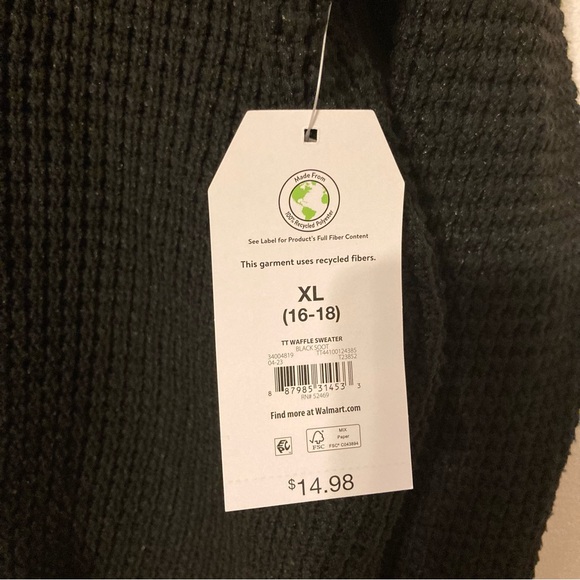 Made From
100% Recycled Polyester
See Label for Product's Full Fiber Content
This garment uses recycled fibers.
XL
(16-18)
TT WAFFLE SWEATER
BLACK SOOT
34004819 TT44100124385
04-23 T23852
8 87985 31453 3
RN# 52469
Find more at Walmart.com
FSC
MIX
Paper
$14.98